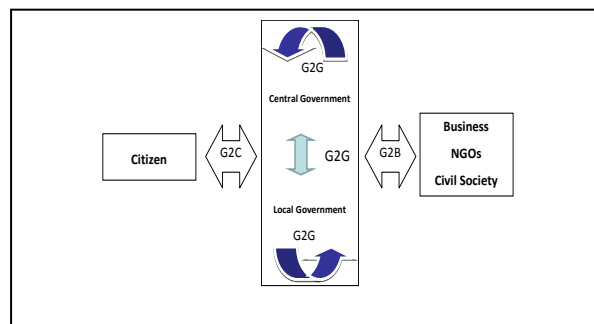 G2G
Central Government
Citizen
G2C
G2G
G2B
Business
NGOs
Civil Society
Local Government
G2G